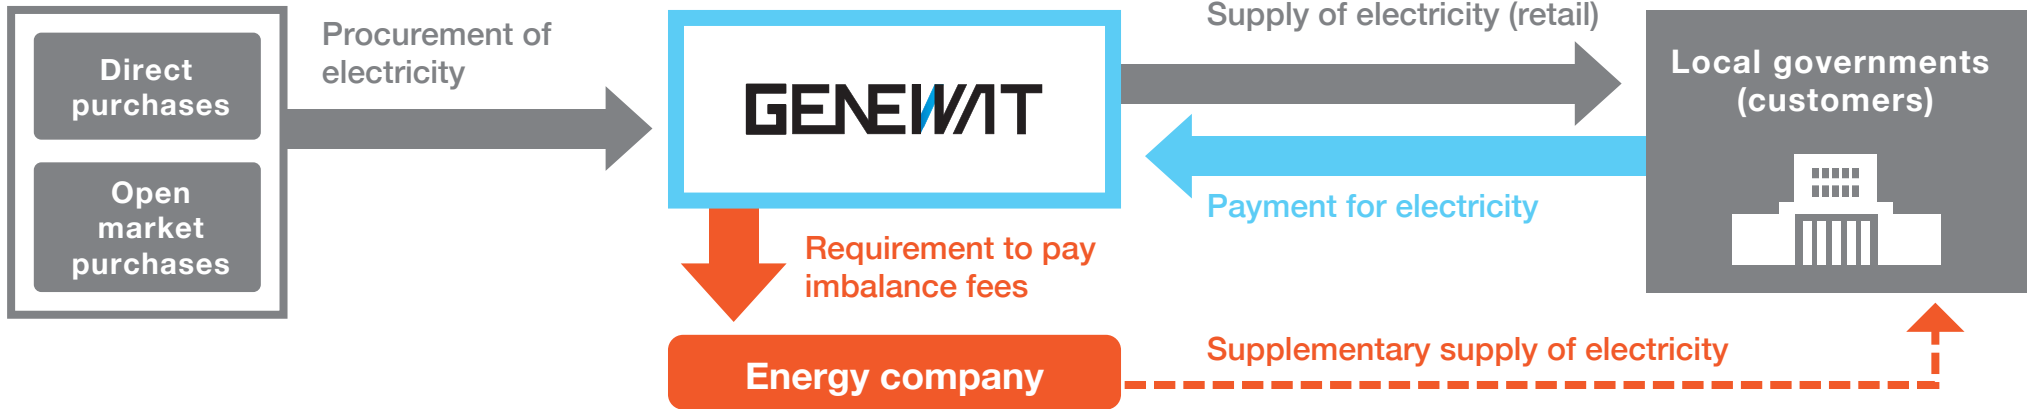 Direct
purchases
Open
market
purchases
Procurement of
electricity
GENEWAT
Supply of electricity (retail)
Payment for electricity
Local governments
(customers)
Requirement to pay
imbalance fees
Energy company
Supplementary supply of electricity